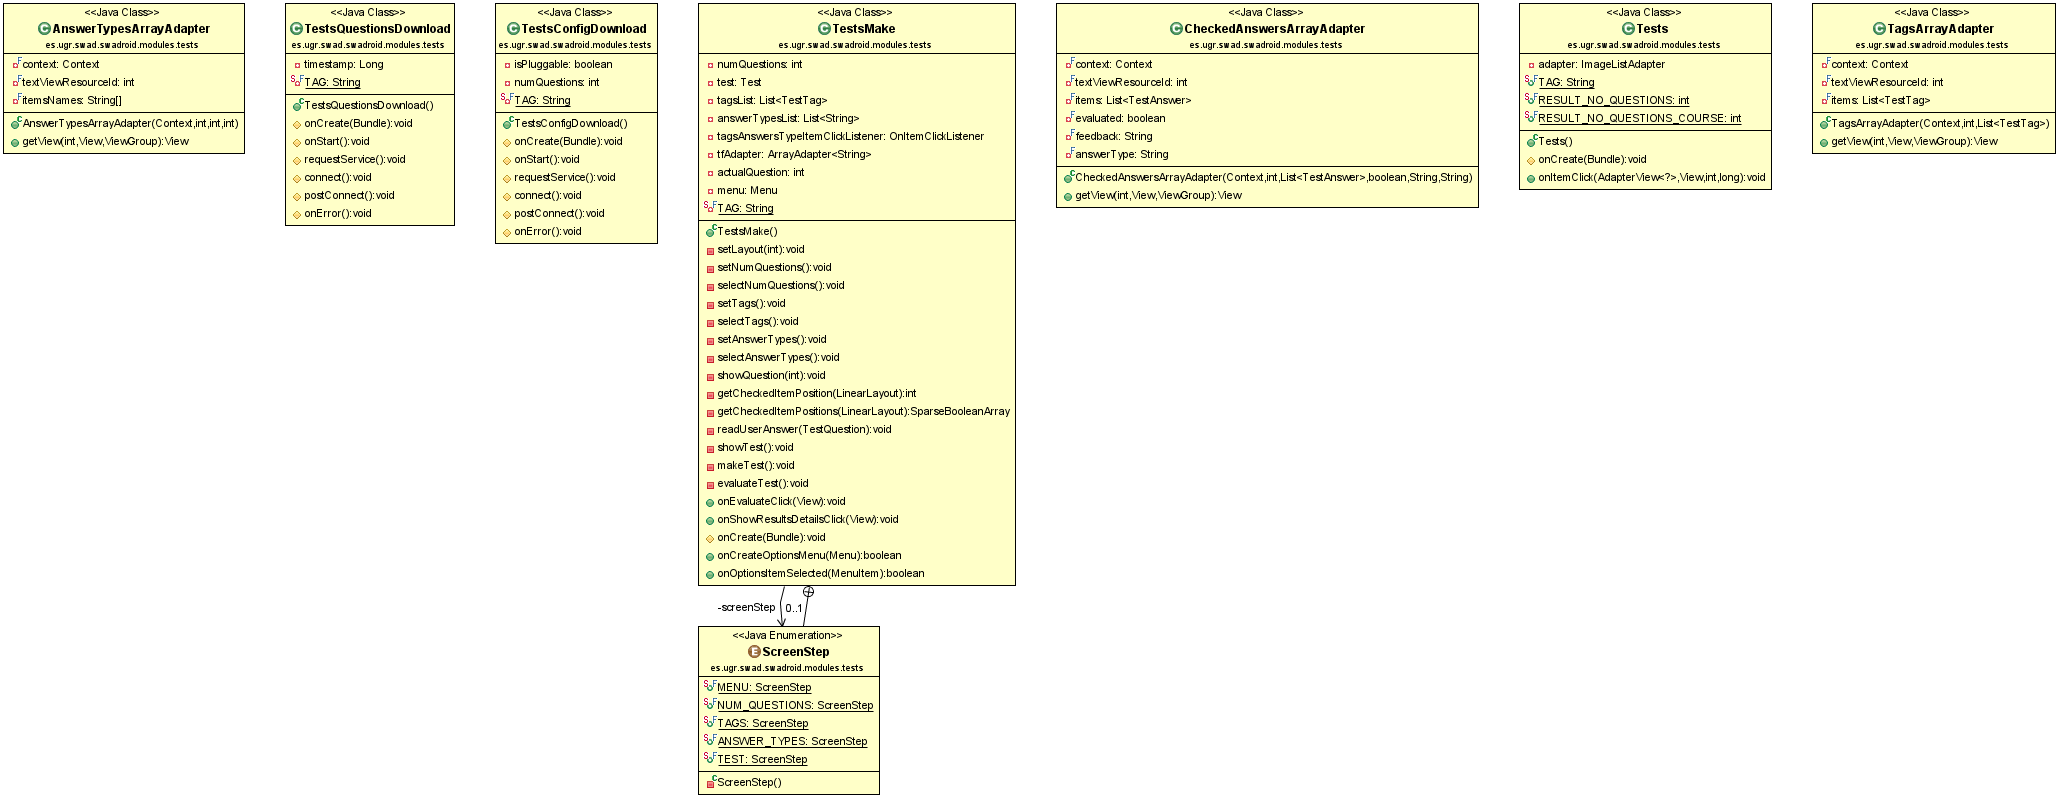 <<Java Class>>
AnswerTypesArrayAdapter
es.ugr.swad.swadroid.modules.tests
context: Context
textViewResourceId: int
itemsNames: String[]
AnswerTypesArrayAdapter(Context,int,int,int)
getView(int,View,ViewGroup):View
<<Java Class>>
TestsQuestionsDownload
es.ugr.swad.swadroid.modules.tests
timestamp: Long
TAG: String
TestsQuestionsDownload()
onCreate(Bundle):void
onStart():void
requestService():void
connect():void
postConnect():void
onError():void
<<Java Class>>
TestsConfigDownload
es.ugr.swad.swadroid.modules.tests
isPluggable: boolean
numQuestions: int
TAG: String
TestsConfigDownload()
onCreate(Bundle):void
onStart():void
requestService():void
connect():void
postConnect():void
onError():void
<<Java Class>>
TestsMake
es.ugr.swad.swadroid.modules.tests
numQuestions: int
test: Test
tagsList: List<TestTag>
answerTypesList: List<String>
tagsAnswersTypeItemClickListener: OnItemClickListener
tfAdapter: ArrayAdapter<String>
actualQuestion: int
menu: Menu
TAG: String
TestsMake()
setLayout(int):void
setNumQuestions():void
selectNumQuestions():void
setTags():void
selectTags():void
setAnswerTypes():void
selectAnswerTypes():void
showQuestion(int):void
getCheckedItemPosition(LinearLayout):int
getCheckedItemPositions(LinearLayout):SparseBooleanArray
readUserAnswer(TestQuestion):void
showTest():void
makeTest():void
evaluateTest():void
onEvaluateClick(View):void
onShowResultsDetailsClick(View):void
onCreate(Bundle):void
onCreateOptionsMenu(Menu):boolean
onOptionsItemSelected(MenuItem):boolean
-screenStep
0..1
<<Java Enumeration>>
ScreenStep
es.ugr.swad.swadroid.modules.tests
MENU: ScreenStep
NUM_QUESTIONS: ScreenStep
TAGS: ScreenStep
ANSWER_TYPES: ScreenStep
TEST: ScreenStep
ScreenStep()
<<Java Class>>
CheckedAnswersArrayAdapter
es.ugr.swad.swadroid.modules.tests
context: Context
textViewResourceId: int
items: List<TestAnswer>
evaluated: boolean
feedback: String
answerType: String
CheckedAnswersArrayAdapter(Context,int,List<TestAnswer>,boolean,String,String)
getView(int,View,ViewGroup):View
<<Java Class>>
Tests
es.ugr.swad.swadroid.modules.tests
adapter: ImageListAdapter
TAG: String
RESULT_NO_QUESTIONS: int
RESULT_NO_QUESTIONS_COURSE: int
Tests()
onCreate(Bundle):void
onItemClick(AdapterView<?>,View,int,long):void
<<Java Class>>
TagsArrayAdapter
es.ugr.swad.swadroid.modules.tests
context: Context
textViewResourceId: int
items: List<TestTag>
TagsArrayAdapter(Context,int,List<TestTag>)
getView(int,View,ViewGroup):View